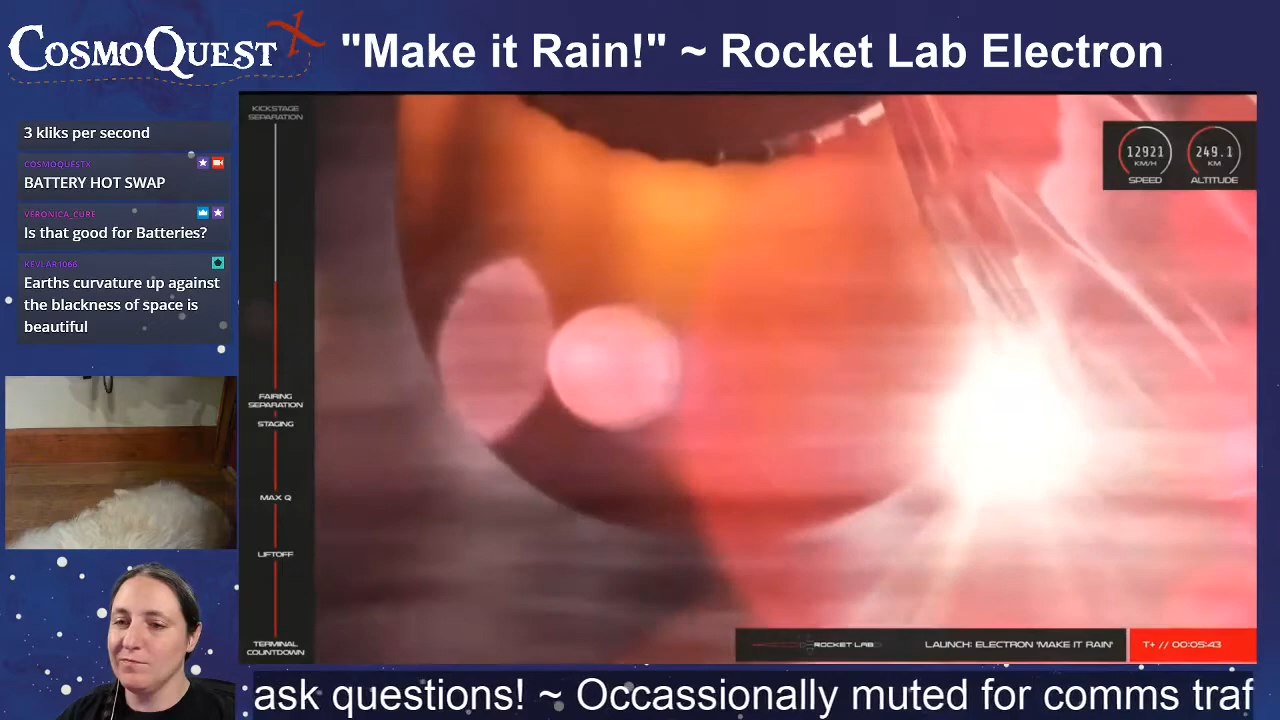 COSMOQUEST X
"Make it Rain!" ~ Rocket Lab Electron
3 kliks per second
COSMOQUESTX
BATTERY HOT SWAP
VERONICA_CURE
Is that good for Batteries?
KEVLAR1066
Earths curvature up against
the blackness of space is
beautiful
KICKSTAGE
SEPARATION
FAIRING
SEPARATION
STAGING
MAX Q
LIFTOFF
TERMINAL
COUNTDOWN
12921
KM/H
SPEED
249.1
KM
ALTITUDE
ROCKET LAB
LAUNCH: ELECTRON 'MAKE IT RAIN'
T+ // 00:05:43
ask questions! ~ Occassionally muted for comms traf